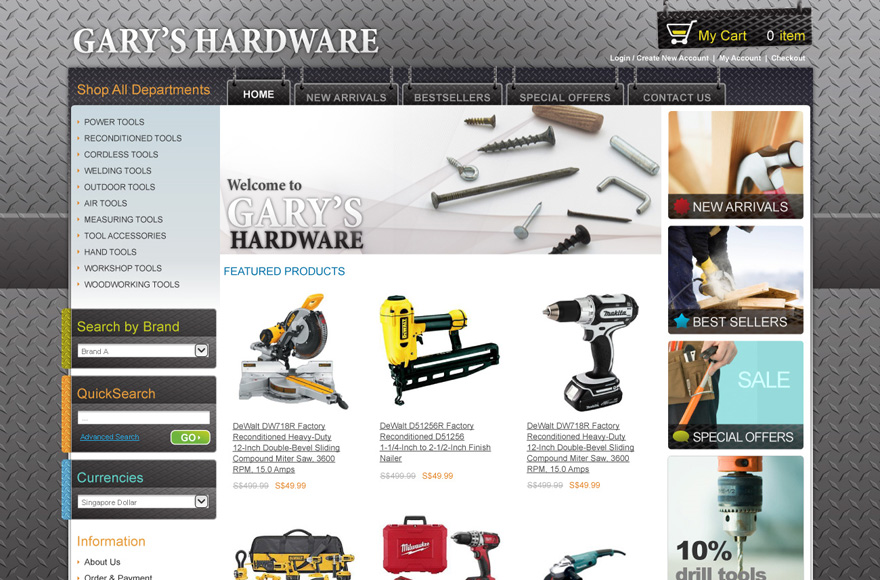 GARY'S HARDWARE
My Cart 0 item
Login / Create New Account | My Account | Checkout
Shop All Departments
HOME
NEW ARRIVALS
BESTSELLERS
SPECIAL OFFERS
CONTACT US
POWER TOOLS
RECONDITIONED TOOLS
CORDLESS TOOLS
WELDING TOOLS
OUTDOOR TOOLS
AIR TOOLS
MEASURING TOOLS
TOOL ACCESSORIES
HAND TOOLS
WORKSHOP TOOLS
WOODWORKING TOOLS
Search by Brand
Brand A
QuickSearch
Advanced Search
GO
Currencies
Singapore Dollar
Information
About Us
Order & Payment
Welcome to
GARY'S
HARDWARE
FEATURED PRODUCTS
DeWalt DW718R Factory
Reconditioned Heavy-Duty
12-Inch Double-Bevel Sliding
Compound Miter Saw, 3600
RPM, 15.0 Amps
S$499.99 S$49.99
DEWALT
DeWalt D51256R Factory
Reconditioned D51256
1-1/4-Inch to 2-1/2-Inch Finish
Nailer
S$499.99 S$49.99
Makita
DeWalt DW718R Factory
Reconditioned Heavy-Duty
12-Inch Double-Bevel Sliding
Compound Miter Saw, 3600
RPM, 15.0 Amps
S$499.99 S$49.99
Milwaukee
NEW ARRIVALS
BEST SELLERS
SALE
SPECIAL OFFERS
10%
drill tools